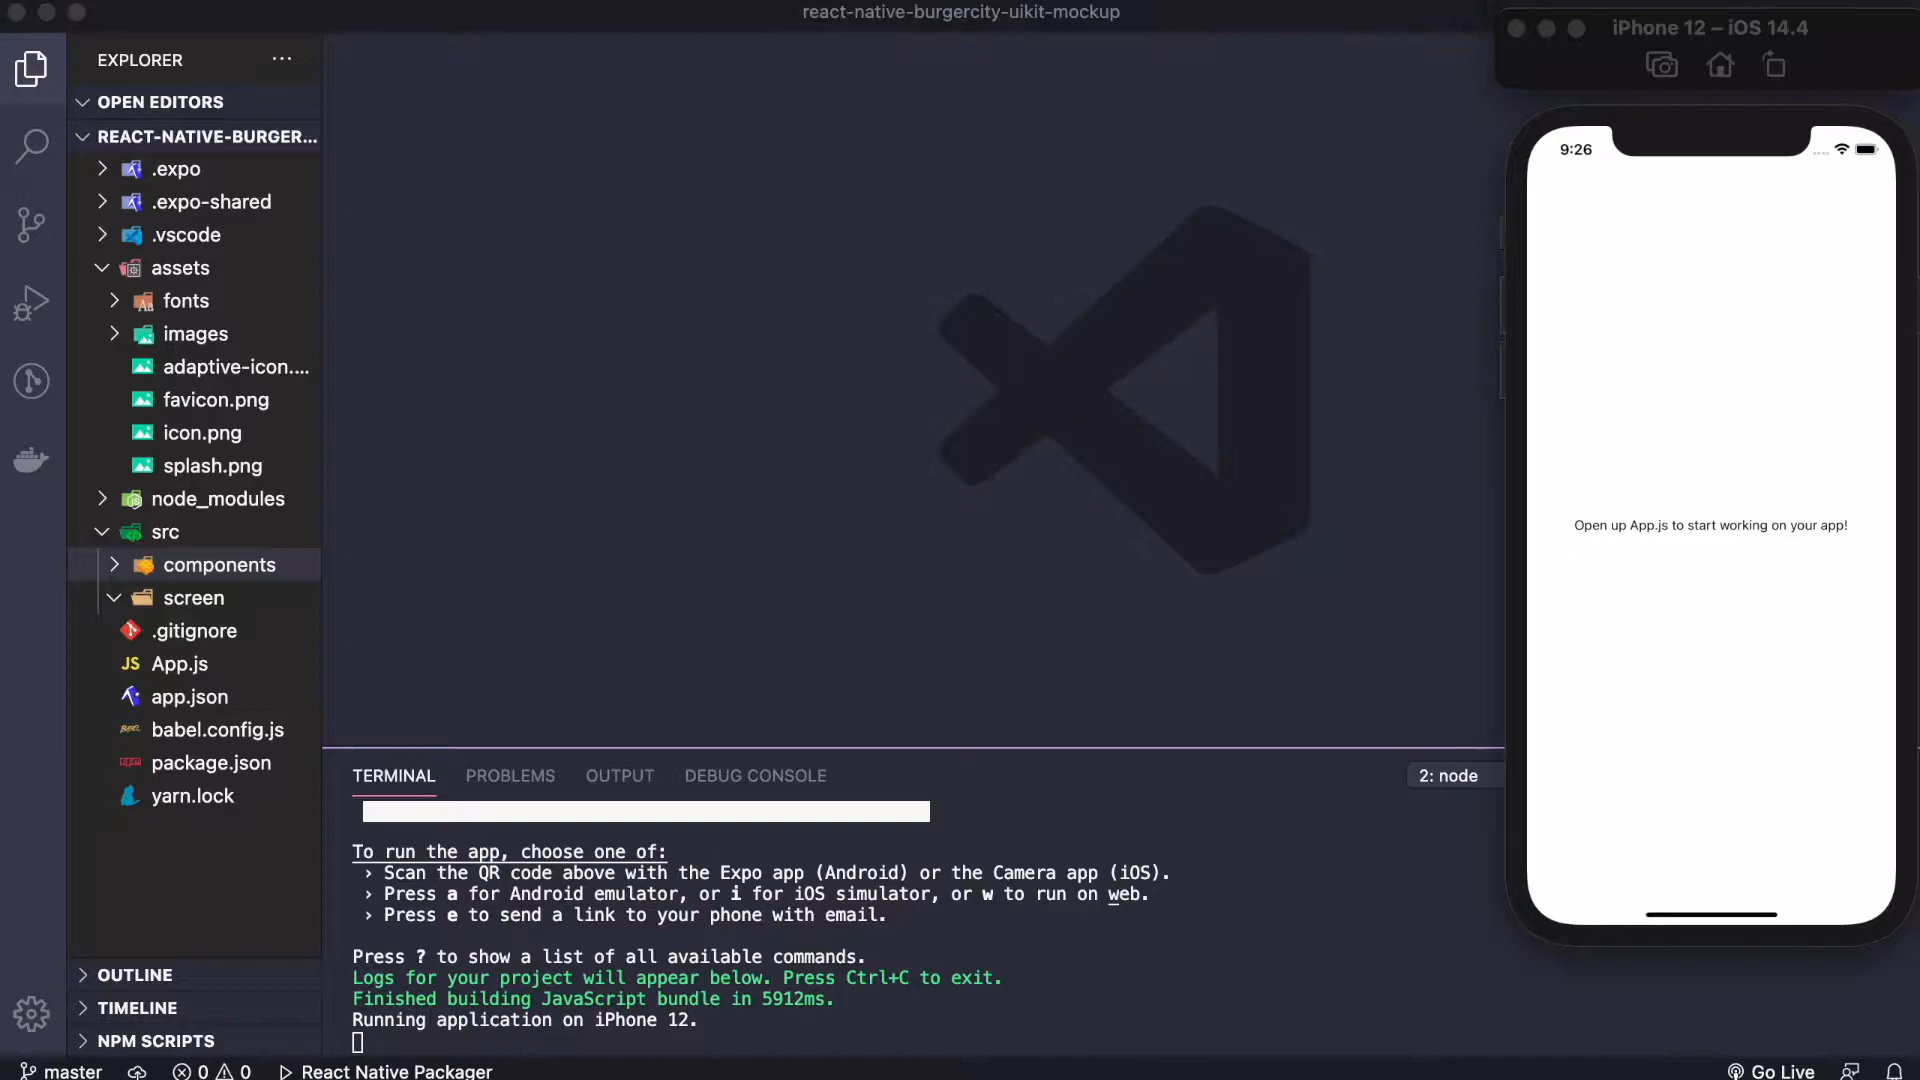 react-native-burgercity-uikit-mockup
iPhone 12 – iOS 14.4
EXPLORER
OPEN EDITORS
REACT-NATIVE-BURGER...
.expo
.expo-shared
.vscode
assets
fonts
images
adaptive-icon....
favicon.png
icon.png
splash.png
node_modules
src
components
screen
.gitignore
JS App.js
app.json
babel.config.js
package.json
yarn.lock
OUTLINE
TIMELINE
NPM SCRIPTS
9:26
Open up App.js to start working on your app!
TERMINAL PROBLEMS OUTPUT DEBUG CONSOLE 2: node
To run the app, choose one of:
› Scan the QR code above with the Expo app (Android) or the Camera app (iOS).
› Press a for Android emulator, or i for iOS simulator, or w to run on web.
› Press e to send a link to your phone with email.
Press ? to show a list of all available commands.
Logs for your project will appear below. Press Ctrl+C to exit.
Finished building JavaScript bundle in 5912ms.
Running application on iPhone 12.
master 0 0 React Native Packager Go Live